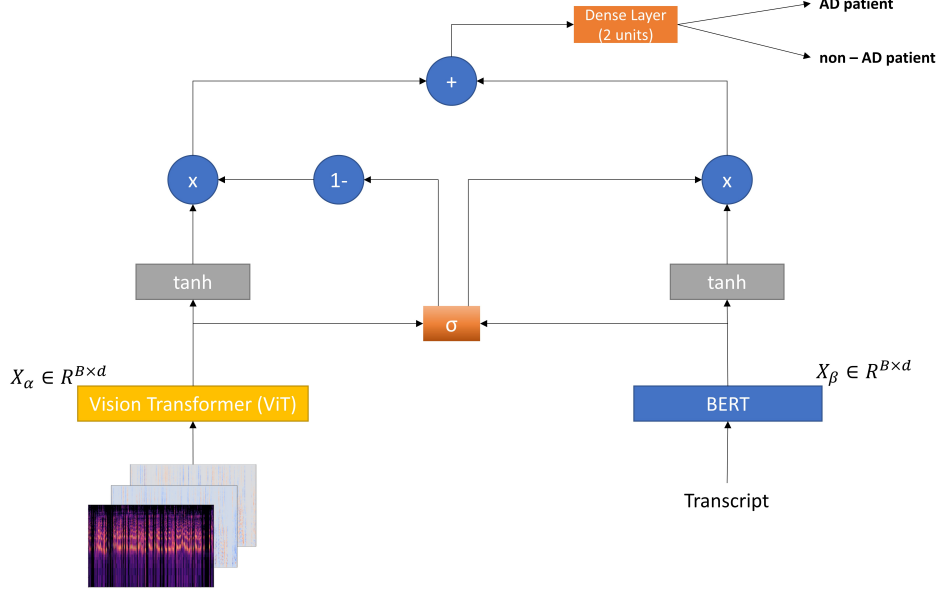 AD patient
Dense Layer
(2 units)
non – AD patient
+
x
1-
x
tanh
tanh
σ
X_α ∈ R^{B×d}
X_β ∈ R^{B×d}
Vision Transformer (ViT)
BERT
Transcript